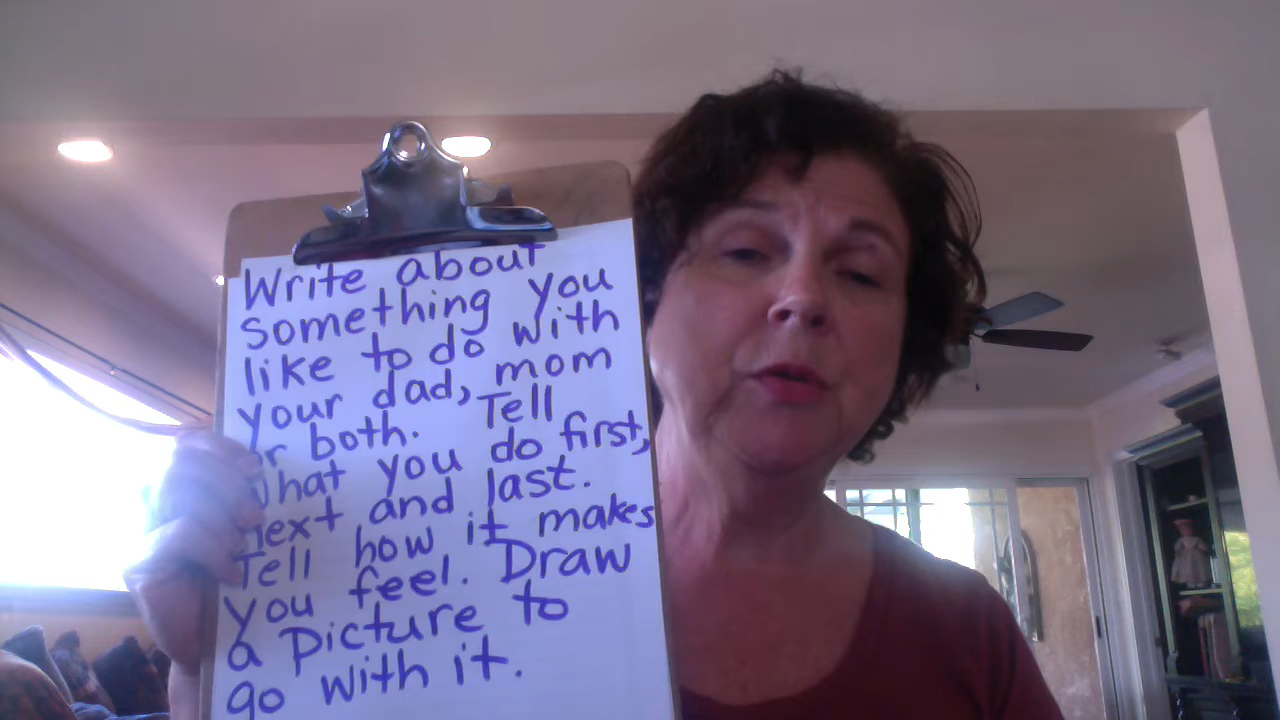 Write about
Something you
like to do with
your dad, mom
or both. Tell
what you do first,
next and last.
Tell how it makes
you feel. Draw
a Picture to
go with it.